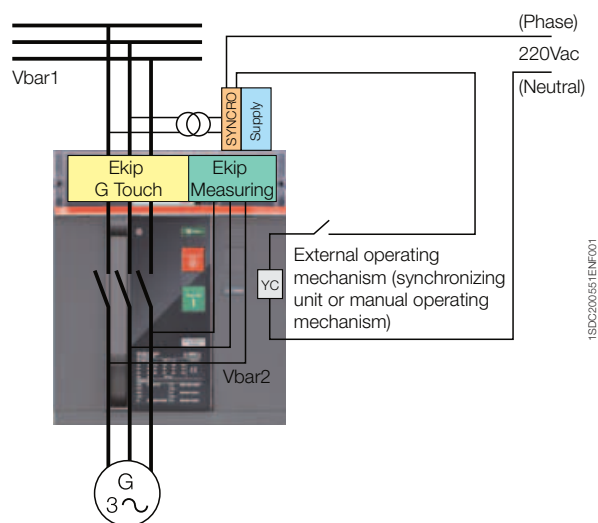 (Phase)
220Vac
(Neutral)
Vbar1
SYNCRO
Supply
Ekip
G Touch
Ekip
Measuring
External operating
mechanism (synchronizing
unit or manual operating
mechanism)
YC
Vbar2
G
3
1SDC200551ENF001